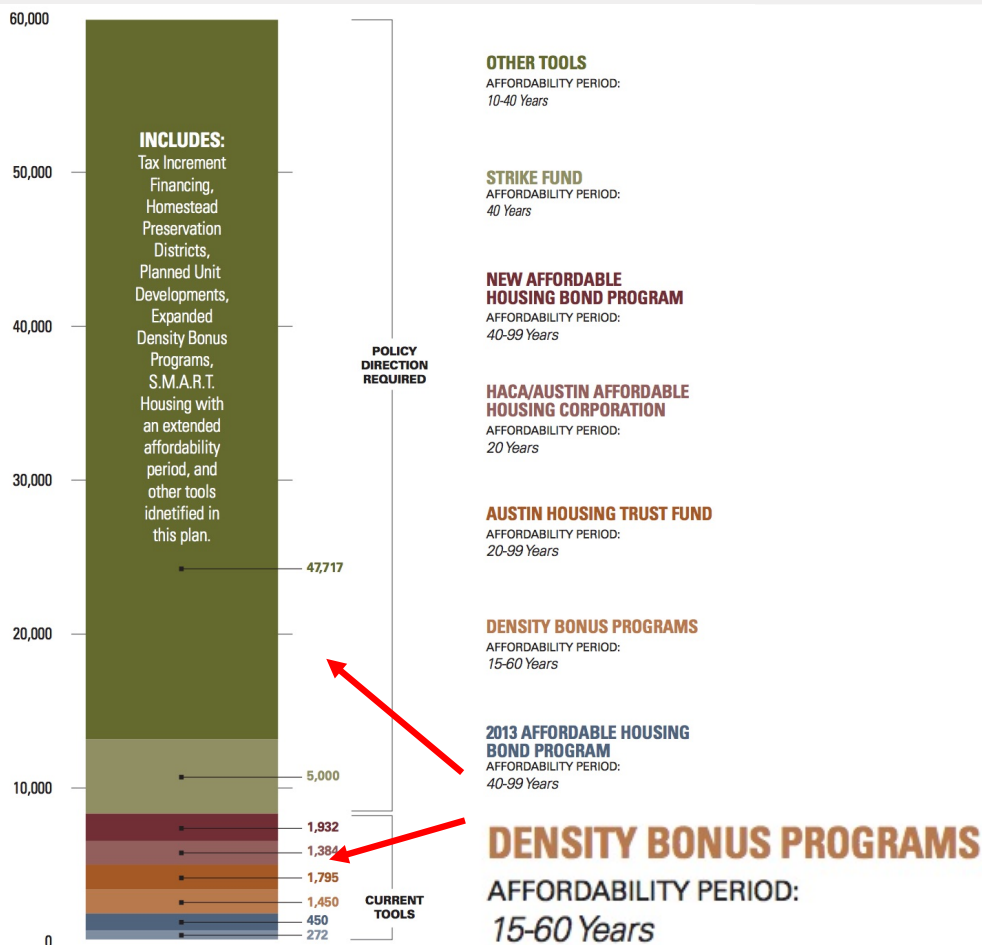 60,000
50,000
40,000
30,000
20,000
10,000
0
INCLUDES:
Tax Increment
Financing,
Homestead
Preservation
Districts,
Planned Unit
Developments,
Expanded
Density Bonus
Programs,
S.M.A.R.T.
Housing with
an extended
affordability
period, and
other tools
idnetified in
this plan.
47,717
5,000
1,932
1,384
1,795
1,450
450
272
POLICY
DIRECTION
REQUIRED
CURRENT
TOOLS
OTHER TOOLS
AFFORDABILITY PERIOD:
10-40 Years
STRIKE FUND
AFFORDABILITY PERIOD:
40 Years
NEW AFFORDABLE
HOUSING BOND PROGRAM
AFFORDABILITY PERIOD:
40-99 Years
HACA/AUSTIN AFFORDABLE
HOUSING CORPORATION
AFFORDABILITY PERIOD:
20 Years
AUSTIN HOUSING TRUST FUND
AFFORDABILITY PERIOD:
20-99 Years
DENSITY BONUS PROGRAMS
AFFORDABILITY PERIOD:
15-60 Years
2013 AFFORDABLE HOUSING
BOND PROGRAM
AFFORDABILITY PERIOD:
40-99 Years
DENSITY BONUS PROGRAMS
AFFORDABILITY PERIOD:
15-60 Years